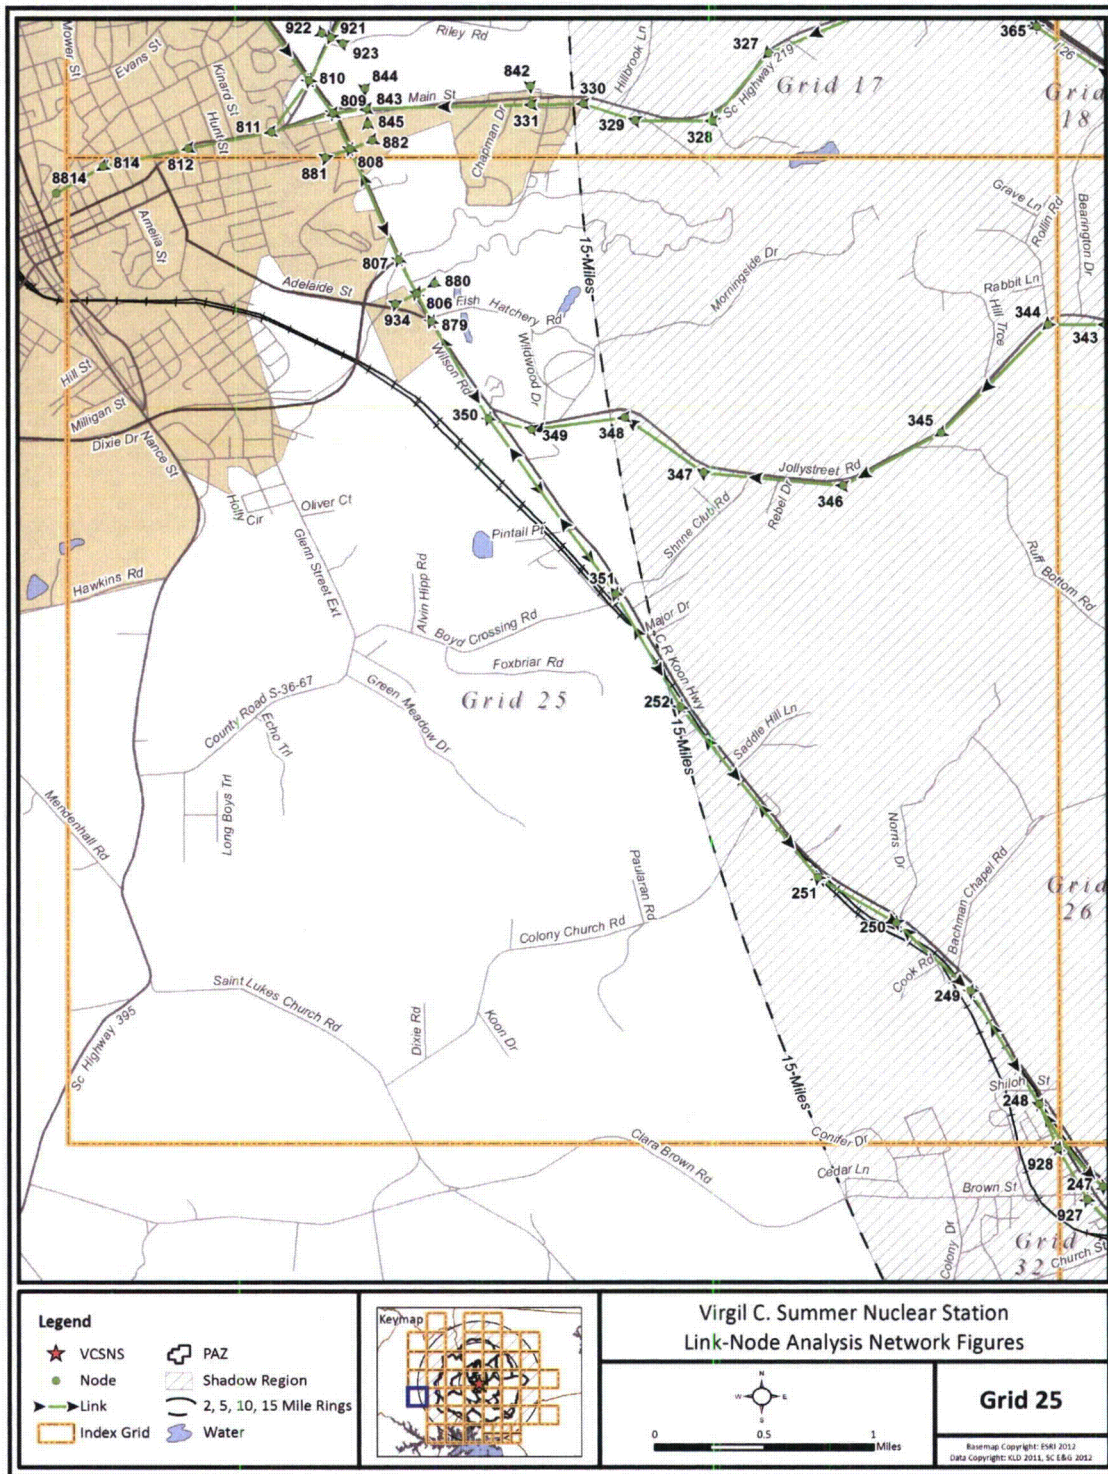 922
921
923
Riley Rd
Mower St
Evans St
Kinard St
Hunt St
810
844
842
330
Hillbrook Ln
327
Sc Highway 219
365
I 26
Grid 17
Grid
18
809
843
Main St
331
329
328
811
845
882
Chapman Dr
812
881
808
814
8814
Amelia St
15-Miles
Grave Ln
Rollin Rd
Bearington Dr
Morningside Dr
Rabbit Ln
Hill Trce
807
880
Adelaide St
806
Fish Hatchery Rd
934
879
344
343
Hill St
Wilson Rd
Wildwood Dr
Milligan St
Dixie Dr
Nance St
350
349
348
345
347
Jollystreet Rd
Rebel Dr
346
Holly Cir
Oliver Ct
Glenn Street Ext
Pintail Pt
Shrine Club Rd
Ruff Bottom Rd
Hawkins Rd
Alvin Hipp Rd
351
Boyd Crossing Rd
Major Dr
Foxbriar Rd
C R Koon Hwy
Grid 25
252
15-Miles
County Road S-36-67
Echo Trl
Green Meadow Dr
Saddle Hill Ln
Long Boys Trl
Mendenhall Rd
Norris Dr
Paularan Rd
251
Bachman Chapel Rd
Grid
26
250
Colony Church Rd
Cook Rd
249
Saint Lukes Church Rd
Dixie Rd
Koon Dr
Sc Highway 395
15-Miles
Shiloh St
248
Conifer Dr
Clara Brown Rd
Cedar Ln
928
247
Brown St
927
Colony Dr
Grid
32
Church St
Legend
VCSNS
PAZ
Node
Shadow Region
Link
2, 5, 10, 15 Mile Rings
Index Grid
Water
Keymap
Virgil C. Summer Nuclear Station
Link-Node Analysis Network Figures
N
W
E
S
0
0.5
1
Miles
Grid 25
Basemap Copyright: ESRI 2012
Data Copyright: KLD 2011, SC E&G 2012